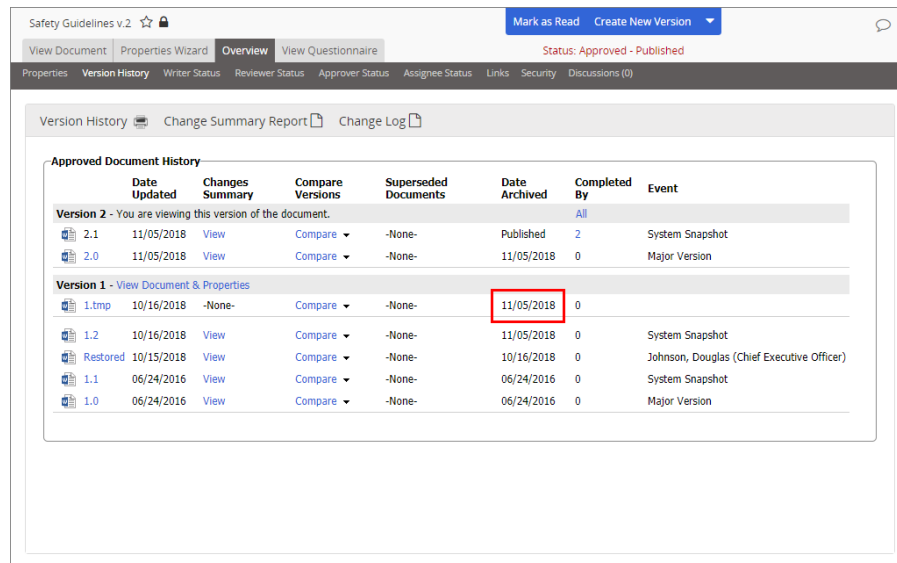 Safety Guidelines v.2
Mark as Read Create New Version
View Document Properties Wizard Overview View Questionnaire
Status: Approved - Published
Properties Version History Writer Status Reviewer Status Approver Status Assignee Status Links Security Discussions (0)
Version History Change Summary Report Change Log
Approved Document History
Date Updated Changes Summary Compare Versions Superseded Documents Date Archived Completed By Event
Version 2 - You are viewing this version of the document. All
2.1 11/05/2018 View Compare -None- Published 2 System Snapshot
2.0 11/05/2018 View Compare -None- 11/05/2018 0 Major Version
Version 1 - View Document & Properties
1.tmp 10/16/2018 -None- Compare -None- 11/05/2018 0
1.2 10/16/2018 View Compare -None- 11/05/2018 0 System Snapshot
Restored 10/15/2018 View Compare -None- 10/16/2018 0 Johnson, Douglas (Chief Executive Officer)
1.1 06/24/2016 View Compare -None- 06/24/2016 0 System Snapshot
1.0 06/24/2016 View Compare -None- 06/24/2016 0 Major Version